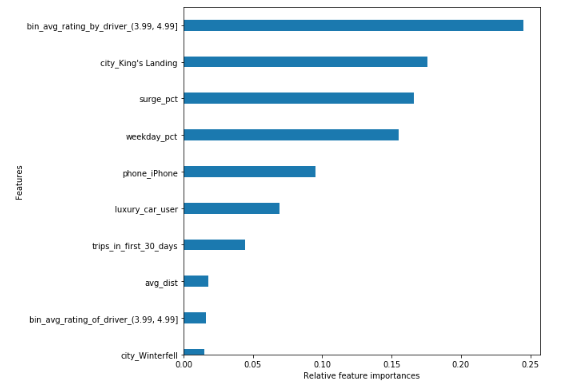 bin_avg_rating_by_driver_(3.99, 4.99]
city_King's Landing
surge_pct
weekday_pct
phone_iPhone
luxury_car_user
trips_in_first_30_days
avg_dist
bin_avg_rating_of_driver_(3.99, 4.99]
city_Winterfell
Features
0.00 0.05 0.10 0.15 0.20 0.25
Relative feature importances